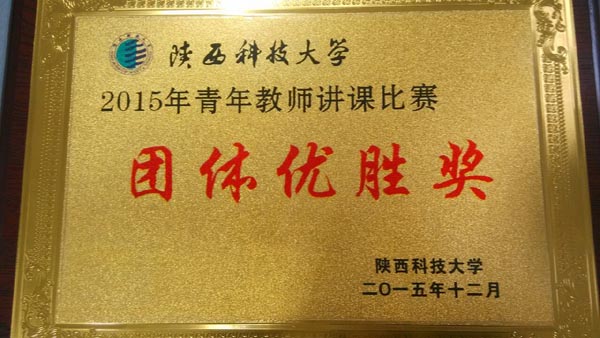 陕西科技大学
2015年青年教师讲课比赛
团体优胜奖
陕西科技大学
二〇一五年十二月